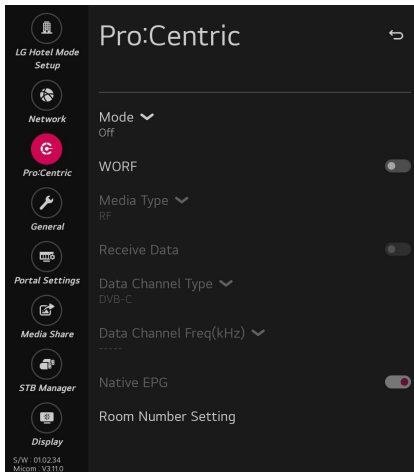 Pro:Centric
LG Hotel Mode
Setup
Network
Pro:Centric
General
Portal Settings
Media Share
STB Manager
Display
S/W : 01.02.34
Micom : V3.11.0
Mode
Off
WORF
Media Type
RF
Receive Data
Data Channel Type
DVB-C
Data Channel Freq(kHz)
-----
Native EPG
Room Number Setting